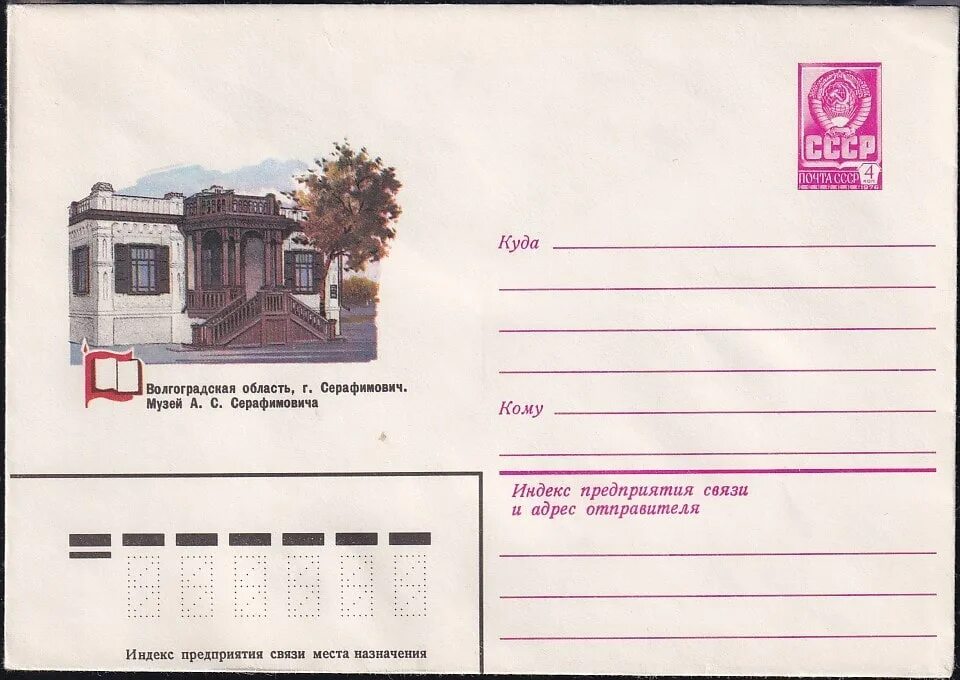 СССР
ПОЧТА СССР 4
1978
Куда
Волгоградская область, г. Серафимович.
Музей А. С. Серафимовича
Кому
Индекс предприятия связи
и адрес отправителя
Индекс предприятия связи места назначения